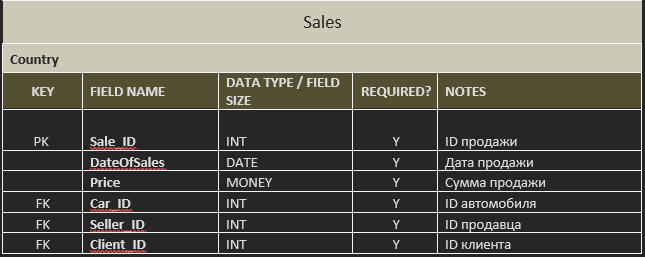 Sales
Country
KEY FIELD NAME DATA TYPE / FIELD SIZE REQUIRED? NOTES
PK Sale_ID INT Y ID продажи
DateOfSales DATE Y Дата продажи
Price MONEY Y Сумма продажи
FK Car_ID INT Y ID автомобиля
FK Seller_ID INT Y ID продавца
FK Client_ID INT Y ID клиента